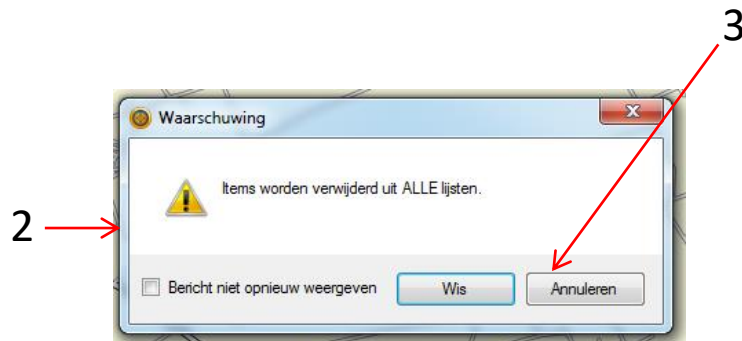 3
Waarschuwing
Items worden verwijderd uit ALLE lijsten.
2
Bericht niet opnieuw weergeven Wis Annuleren